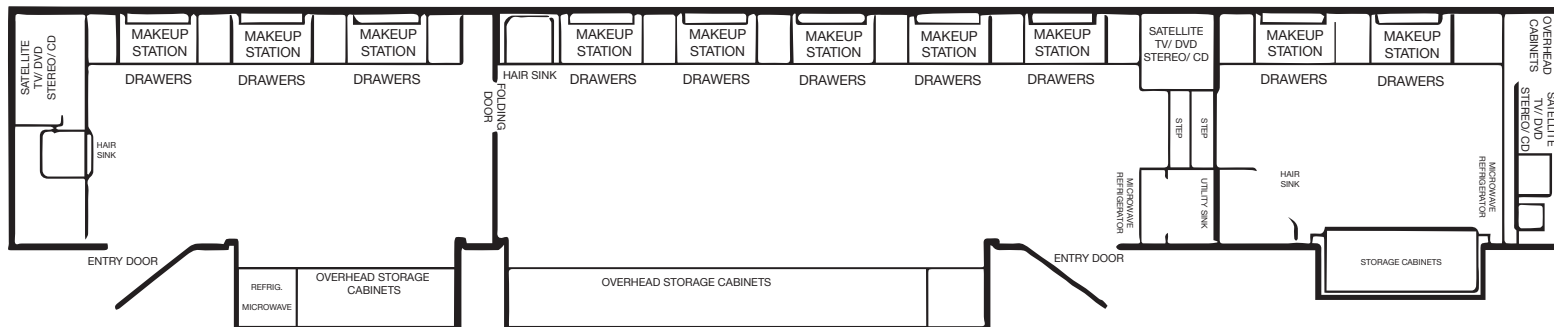 SATELLITE
TV/ DVD
STEREO/ CD
MAKEUP
STATION
DRAWERS
MAKEUP
STATION
DRAWERS
MAKEUP
STATION
DRAWERS
HAIR
SINK
ENTRY DOOR
REFRIG.
MICROWAVE
OVERHEAD STORAGE
CABINETS
FOLDING
DOOR
HAIR SINK
MAKEUP
STATION
DRAWERS
MAKEUP
STATION
DRAWERS
MAKEUP
STATION
DRAWERS
MAKEUP
STATION
DRAWERS
MAKEUP
STATION
DRAWERS
OVERHEAD STORAGE CABINETS
ENTRY DOOR
SATELLITE
TV/ DVD
STEREO/ CD
STEP
STEP
MICROWAVE
REFRIGERATOR
UTILITY SINK
MAKEUP
STATION
DRAWERS
MAKEUP
STATION
DRAWERS
HAIR
SINK
MICROWAVE
REFRIGERATOR
STORAGE CABINETS
OVERHEAD
CABINETS
SATELLITE
TV/ DVD
STEREO/ CD